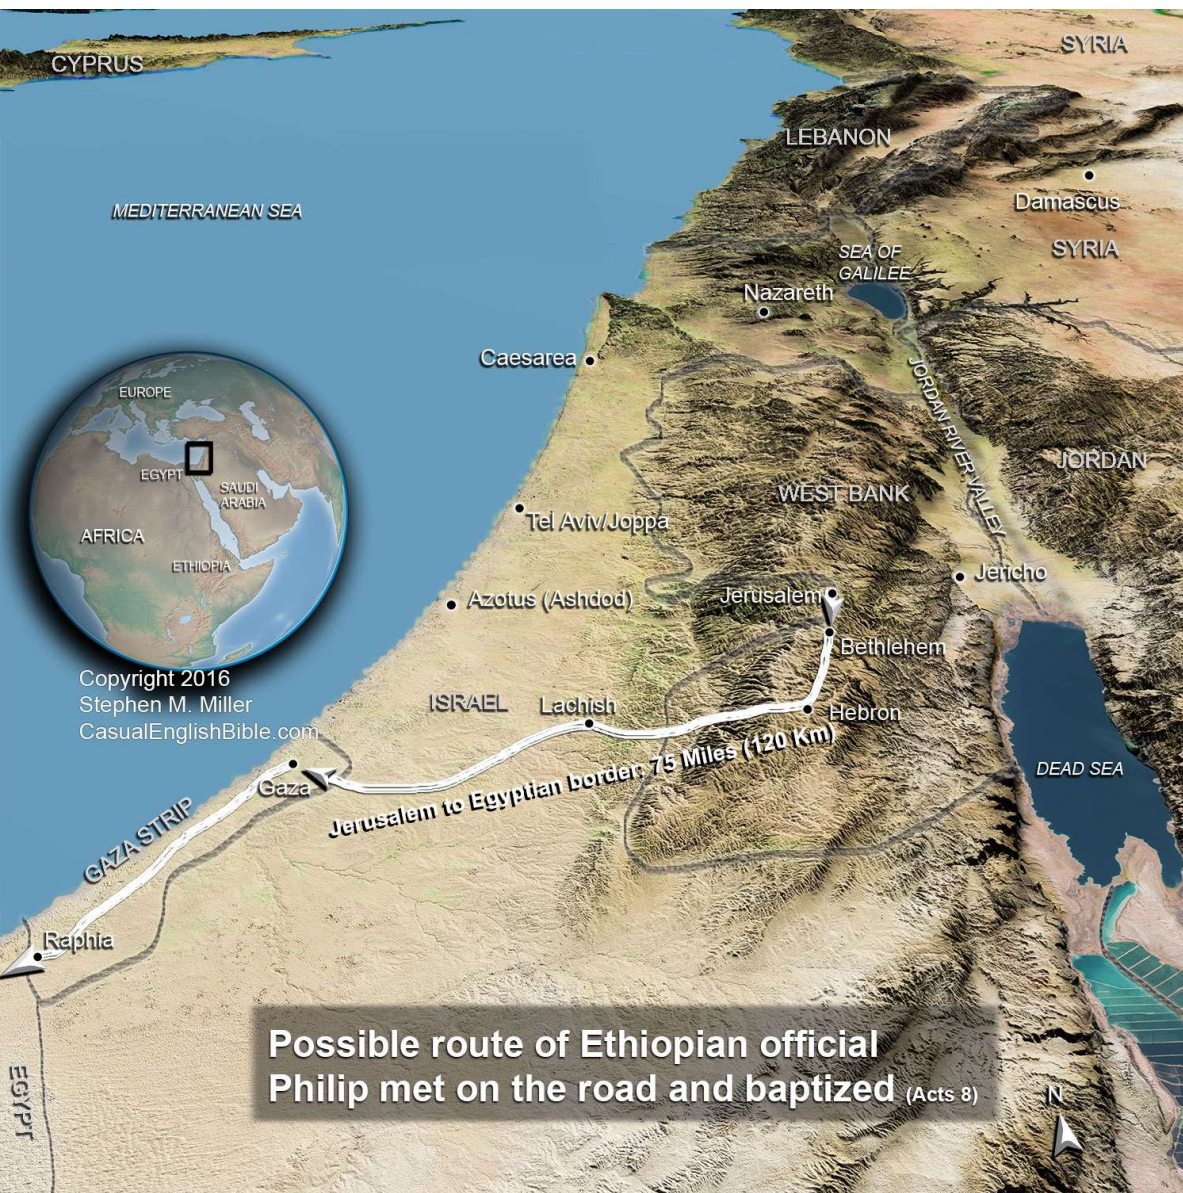 CYPRUS
SYRIA
LEBANON
Damascus
MEDITERRANEAN SEA
SYRIA
SEA OF
GALILEE
Nazareth
Caesarea
JORDAN RIVER VALLEY
EUROPE
EGYPT
SAUDI
ARABIA
AFRICA
ETHIOPIA
JORDAN
WEST BANK
Tel Aviv/Joppa
Jericho
Azotus (Ashdod)
Jerusalem
Bethlehem
Copyright 2016
Stephen M. Miller
CasualEnglishBible.com
ISRAEL
Lachish
Hebron
Jerusalem to Egyptian border: 75 Miles (120 Km)
DEAD SEA
Gaza
GAZA STRIP
Raphia
Possible route of Ethiopian official
Philip met on the road and baptized (Acts 8)
EGYPT
N